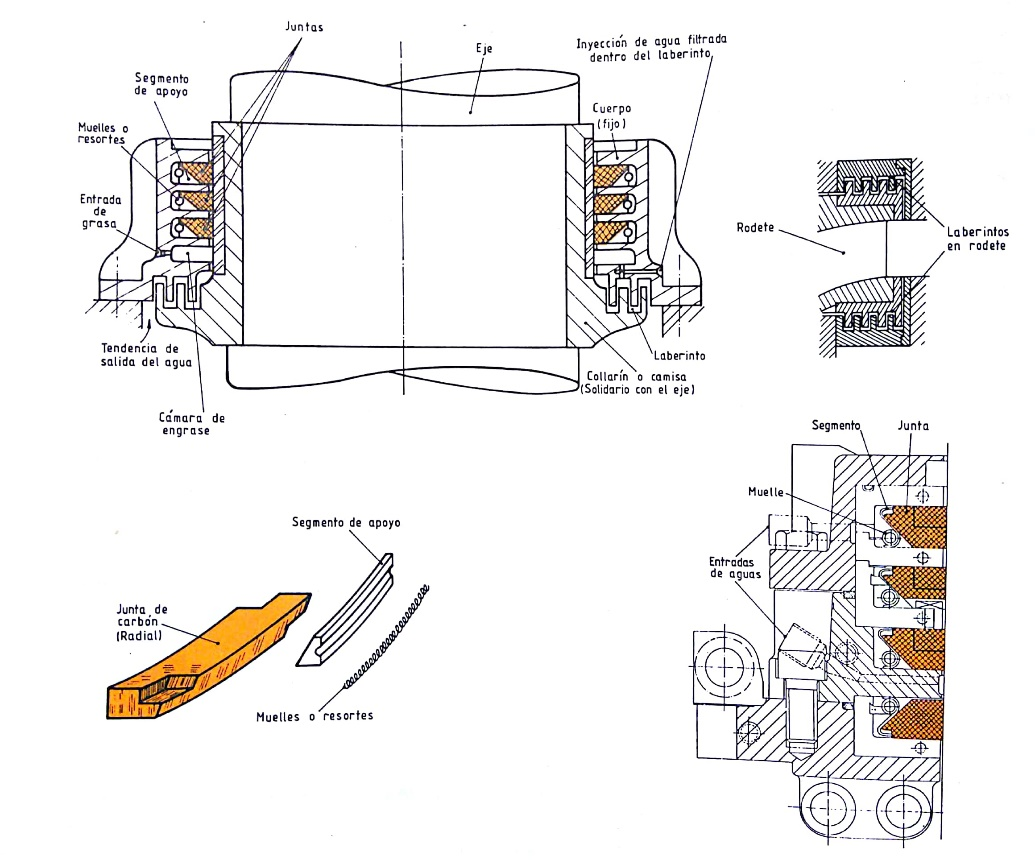 Juntas
Eje
Inyección de agua filtrada
dentro del laberinto
Segmento
de apoyo
Cuerpo
(fijo)
Muelles o
resortes
Entrada
de
grasa
Rodete
Laberintos
en rodete
Tendencia de
salida del agua
Laberinto
Collarín o camisa
(Solidario con el eje)
Cámara de
engrase
Segmento
Junta
Muelle
Entradas
de aguas
Segmento de apoyo
Junta de
carbón
(Radial)
Muelles o resortes